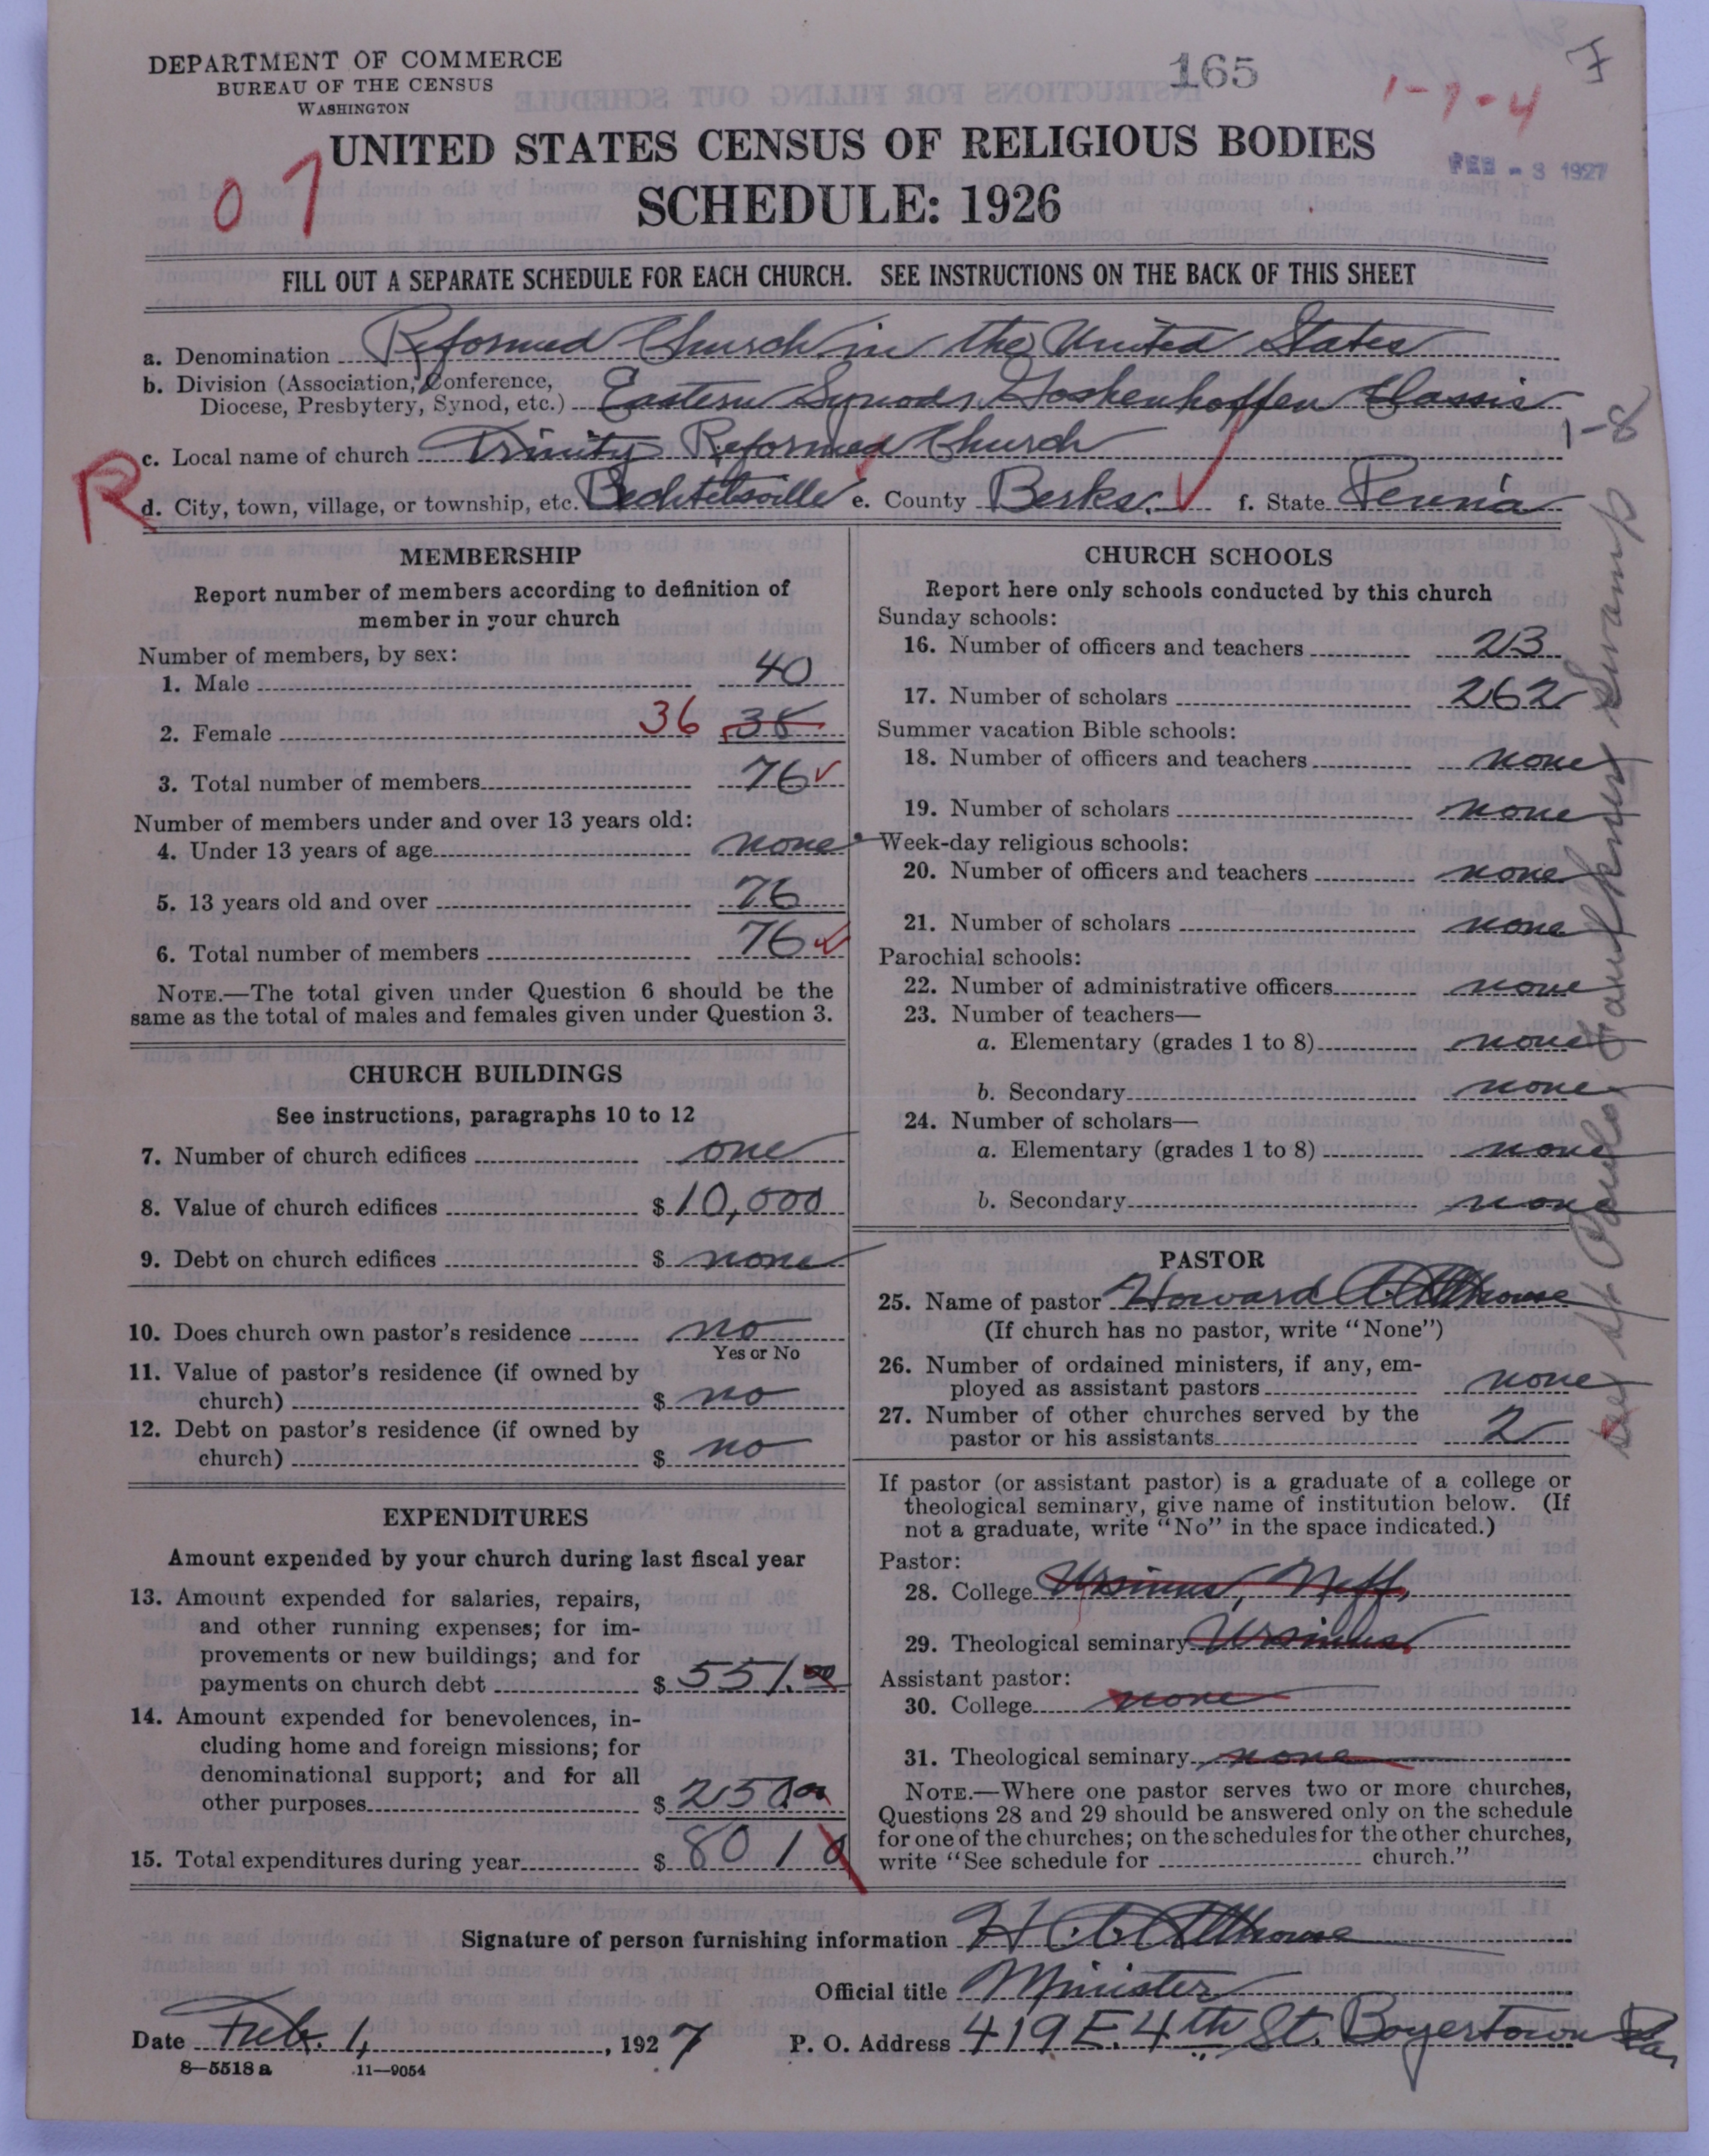 DEPARTMENT OF COMMERCE
BUREAU OF THE CENSUS
WASHINGTON
165
1-7-4
F
UNITED STATES CENSUS OF RELIGIOUS BODIES
FEB - 3 1927
07
SCHEDULE: 1926
FILL OUT A SEPARATE SCHEDULE FOR EACH CHURCH. SEE INSTRUCTIONS ON THE BACK OF THIS SHEET
a. Denomination Reformed Church in the United States
b. Division (Association, Conference,
Diocese, Presbytery, Synod, etc.) Eastern Synod, Goshenhoppen Classis
1-8
c. Local name of church Trinity Reformed Church
R
d. City, town, village, or township, etc. Bechtelsville e. County Berks. ✓ f. State Penna
MEMBERSHIP
Report number of members according to definition of
member in your church
Number of members, by sex:
1. Male 40
2. Female 36 38
3. Total number of members 76 ✓
Number of members under and over 13 years old:
4. Under 13 years of age none
5. 13 years old and over 76
6. Total number of members 76 ✓
NOTE.—The total given under Question 6 should be the
same as the total of males and females given under Question 3.
CHURCH BUILDINGS
See instructions, paragraphs 10 to 12
7. Number of church edifices one
8. Value of church edifices $10,000
9. Debt on church edifices $ none
10. Does church own pastor's residence no
Yes or No
11. Value of pastor's residence (if owned by
church) $ no
12. Debt on pastor's residence (if owned by
church) $ no
EXPENDITURES
Amount expended by your church during last fiscal year
13. Amount expended for salaries, repairs,
and other running expenses; for im-
provements or new buildings; and for
payments on church debt $ 551.00
14. Amount expended for benevolences, in-
cluding home and foreign missions; for
denominational support; and for all
other purposes $ 250.00
15. Total expenditures during year $ 801
CHURCH SCHOOLS
Report here only schools conducted by this church
Sunday schools:
16. Number of officers and teachers 23
17. Number of scholars 262
Summer vacation Bible schools:
18. Number of officers and teachers none
19. Number of scholars none
Week-day religious schools:
20. Number of officers and teachers none
21. Number of scholars none
Parochial schools:
22. Number of administrative officers none
23. Number of teachers—
a. Elementary (grades 1 to 8) none
b. Secondary none
24. Number of scholars—
a. Elementary (grades 1 to 8) none
b. Secondary none
PASTOR
25. Name of pastor Howard A. Althouse
(If church has no pastor, write "None")
26. Number of ordained ministers, if any, em-
ployed as assistant pastors none
27. Number of other churches served by the
pastor or his assistants 2
If pastor (or assistant pastor) is a graduate of a college or
theological seminary, give name of institution below. (If
not a graduate, write "No" in the space indicated.)
Pastor:
28. College Ursinus,
29. Theological seminary Ursinus
Assistant pastor:
30. College none
31. Theological seminary none
NOTE.—Where one pastor serves two or more churches,
Questions 28 and 29 should be answered only on the schedule
for one of the churches; on the schedules for the other churches,
write "See schedule for church."
See St Pauls Falkner Swamp
Signature of person furnishing information H. A. Althouse
Official title Minister
Date Feb. 1, 1927 P. O. Address 419 E. 4th St. Boyertown Pa,
8—5518 a 11—9054